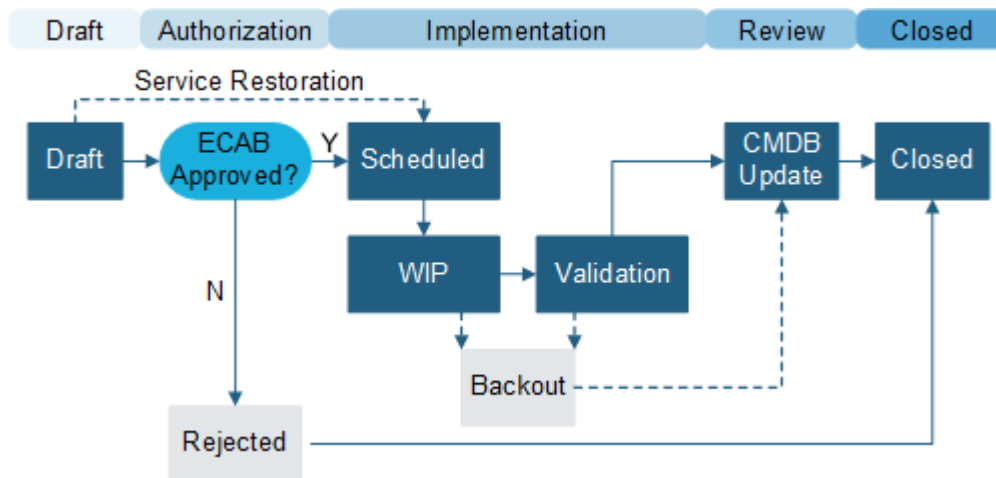 Draft
Authorization
Implementation
Review
Closed
Service Restoration
Draft
ECAB
Approved?
Y
Scheduled
CMDB
Update
Closed
WIP
Validation
N
Backout
Rejected